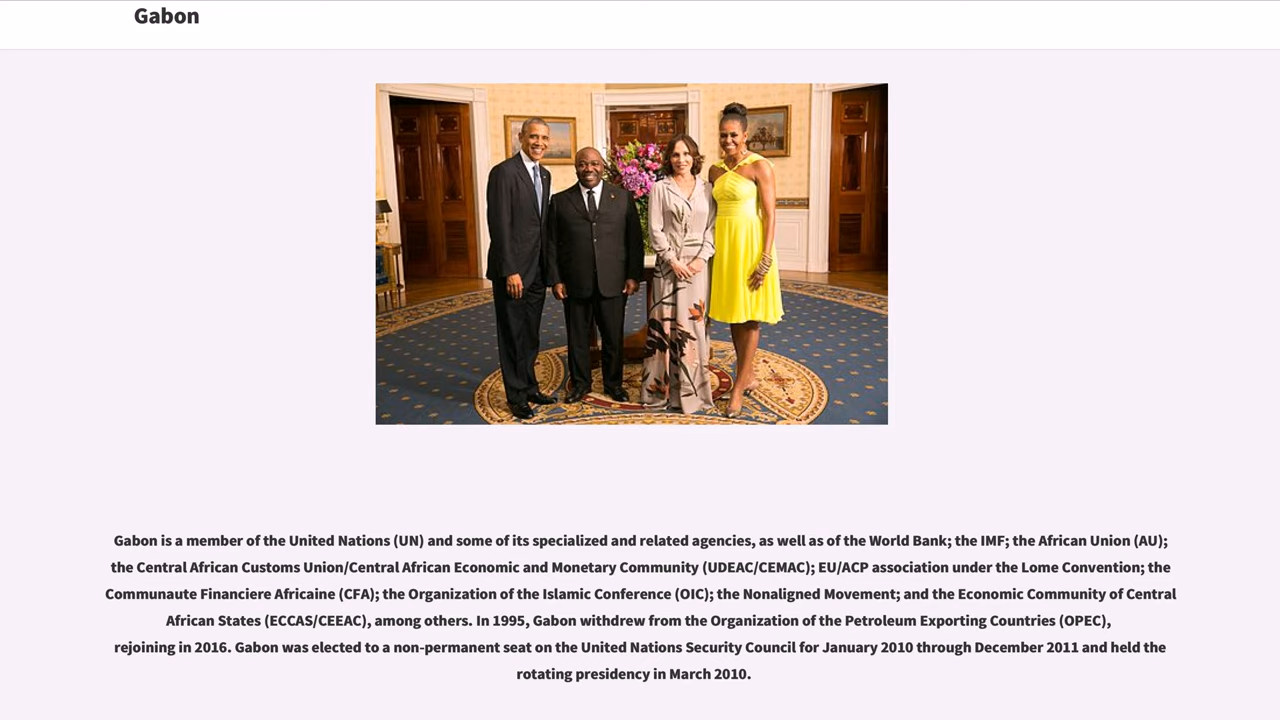 Gabon
Gabon is a member of the United Nations (UN) and some of its specialized and related agencies, as well as of the World Bank; the IMF; the African Union (AU);
the Central African Customs Union/Central African Economic and Monetary Community (UDEAC/CEMAC); EU/ACP association under the Lome Convention; the
Communaute Financiere Africaine (CFA); the Organization of the Islamic Conference (OIC); the Nonaligned Movement; and the Economic Community of Central
African States (ECCAS/CEEAC), among others. In 1995, Gabon withdrew from the Organization of the Petroleum Exporting Countries (OPEC),
rejoining in 2016. Gabon was elected to a non-permanent seat on the United Nations Security Council for January 2010 through December 2011 and held the
rotating presidency in March 2010.